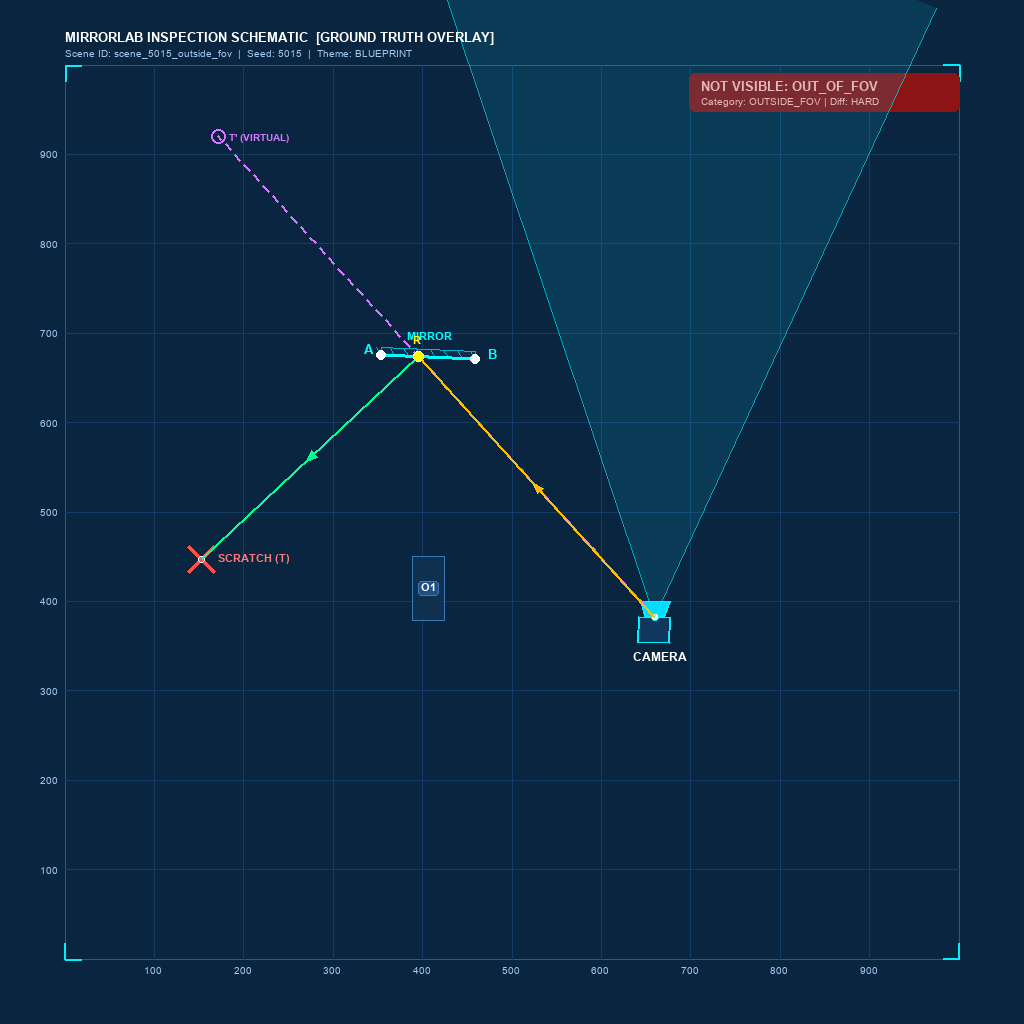 MIRRORLAB INSPECTION SCHEMATIC [GROUND TRUTH OVERLAY]
Scene ID: scene_5015_outside_fov | Seed: 5015 | Theme: BLUEPRINT
NOT VISIBLE: OUT_OF_FOV
Category: OUTSIDE_FOV | Diff: HARD
T' (VIRTUAL)
MIRROR
R
A
B
SCRATCH (T)
O1
CAMERA
900
800
700
600
500
400
300
200
100
100 200 300 400 500 600 700 800 900